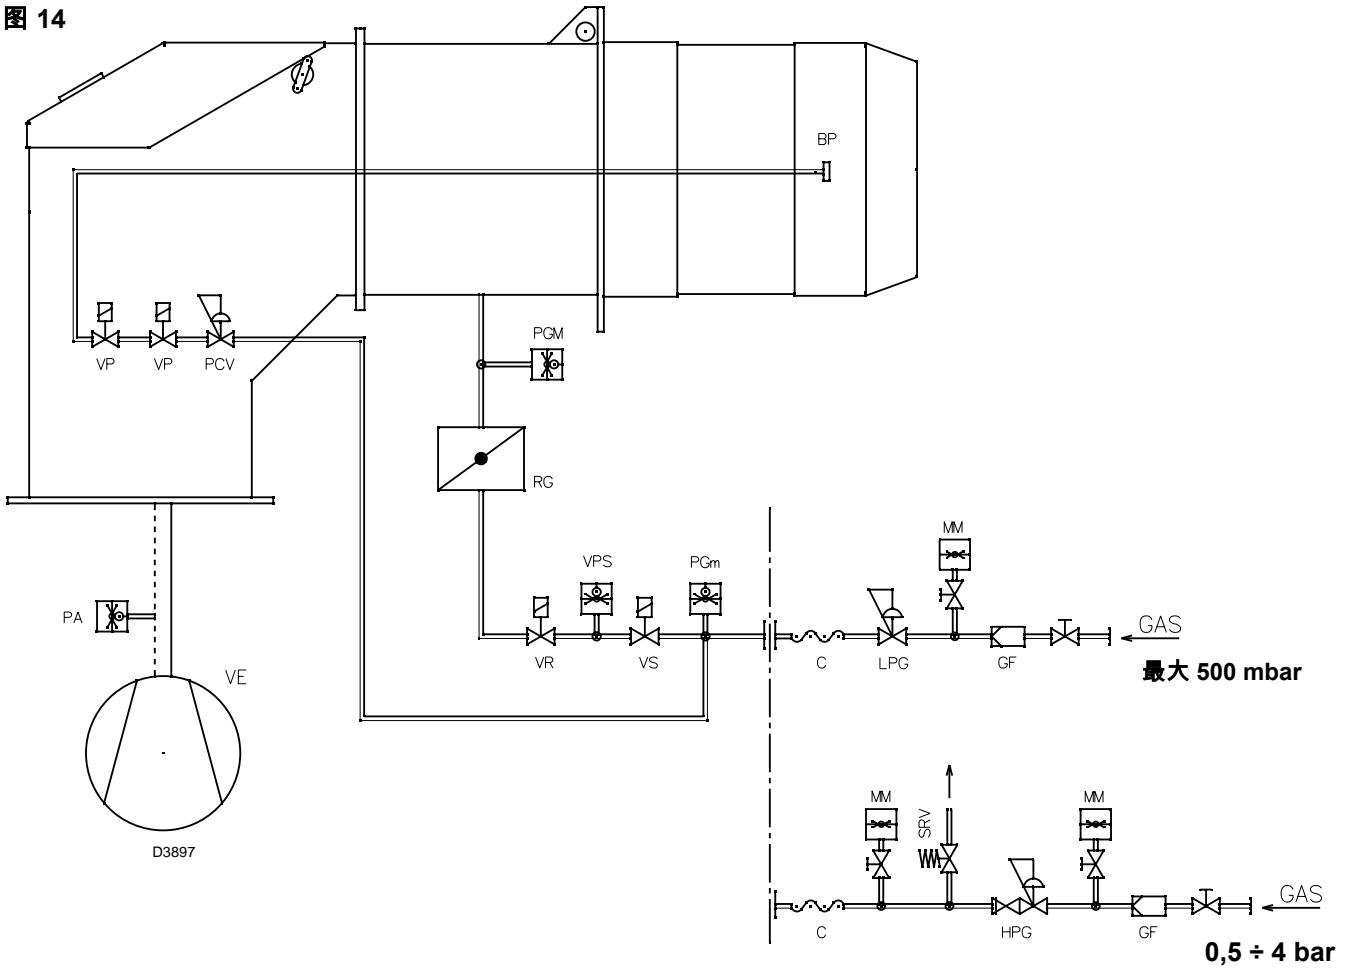 图 14
BP
VP
VP
PCV
PGM
RG
VPS
PGm
MM
PA
VE
VR
VS
C
LPG
GF
GAS
最大 500 mbar
D3897
MM
SRV
MM
C
HPG
GF
GAS
0,5 ÷ 4 bar